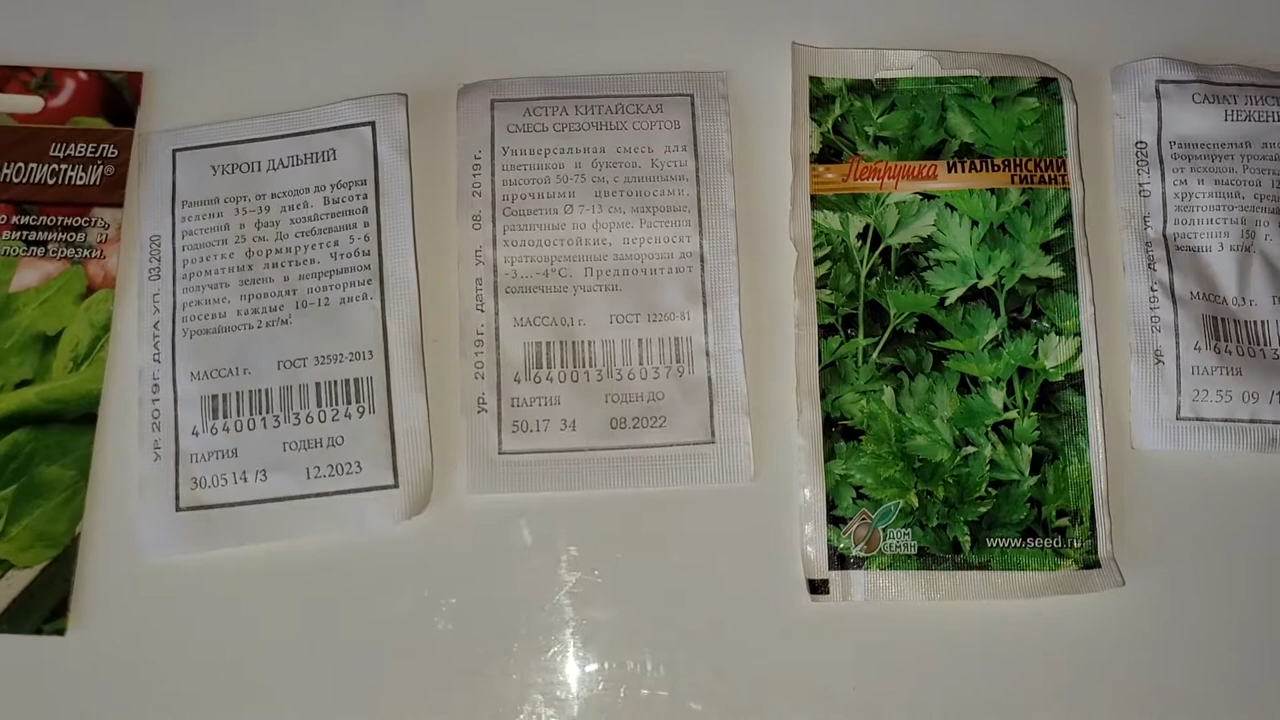 ЩАВЕЛЬ
НОЛИСТНЫЙ®
о кислотность,
витаминов и
после срезки.
УКРОП ДАЛЬНИЙ
Ранний сорт, от всходов до уборки
зелени 35-39 дней. Высота
растений в фазу хозяйственной
годности 25 см. До стеблевания в
розетке формируется 5-6
ароматных листьев. Чтобы
получать зелень в непрерывном
режиме, проводят повторные
посевы каждые 10-12 дней.
Урожайность 2 кг/м².
МАССА1 г. ГОСТ 32592-2013
4 640013 360249
ПАРТИЯ ГОДЕН ДО
30.05 14 /3 12.2023
УР. 2019 Г. ДАТА УП. 03.2020
АСТРА КИТАЙСКАЯ
СМЕСЬ СРЕЗОЧНЫХ СОРТОВ
Универсальная смесь для
цветников и букетов. Кусты
высотой 50-75 см, с длинными,
прочными цветоносами.
Соцветия Ø 7-13 см, махровые,
различные по форме. Растения
холодостойкие, переносят
кратковременные заморозки до
-3...-4°С. Предпочитают
солнечные участки.
МАССА 0,1 г. ГОСТ 12260-81
4 640013 360379
ПАРТИЯ ГОДЕН ДО
50.17 34 08.2022
ур. 2019г. дата уп. 08. 2019г.
Петрушка ИТАЛЬЯНСКИЙ
ГИГАНТ
ДОМ
СЕМЯН
www.seed.ru
САЛАТ ЛИСТ
НЕЖЕН
Раннеспелый лис
Формирует урожай
от всходов. Розетк
см и высотой 1
хрустящий, сред
желтовато-зелены
волнистый по
растения 150 г.
зелени 3 кг/м².
МАССА 0,3 г.
4 640013
ПАРТИЯ
22.55 09 /1
ур. 2019г. дата уп. 01.2020